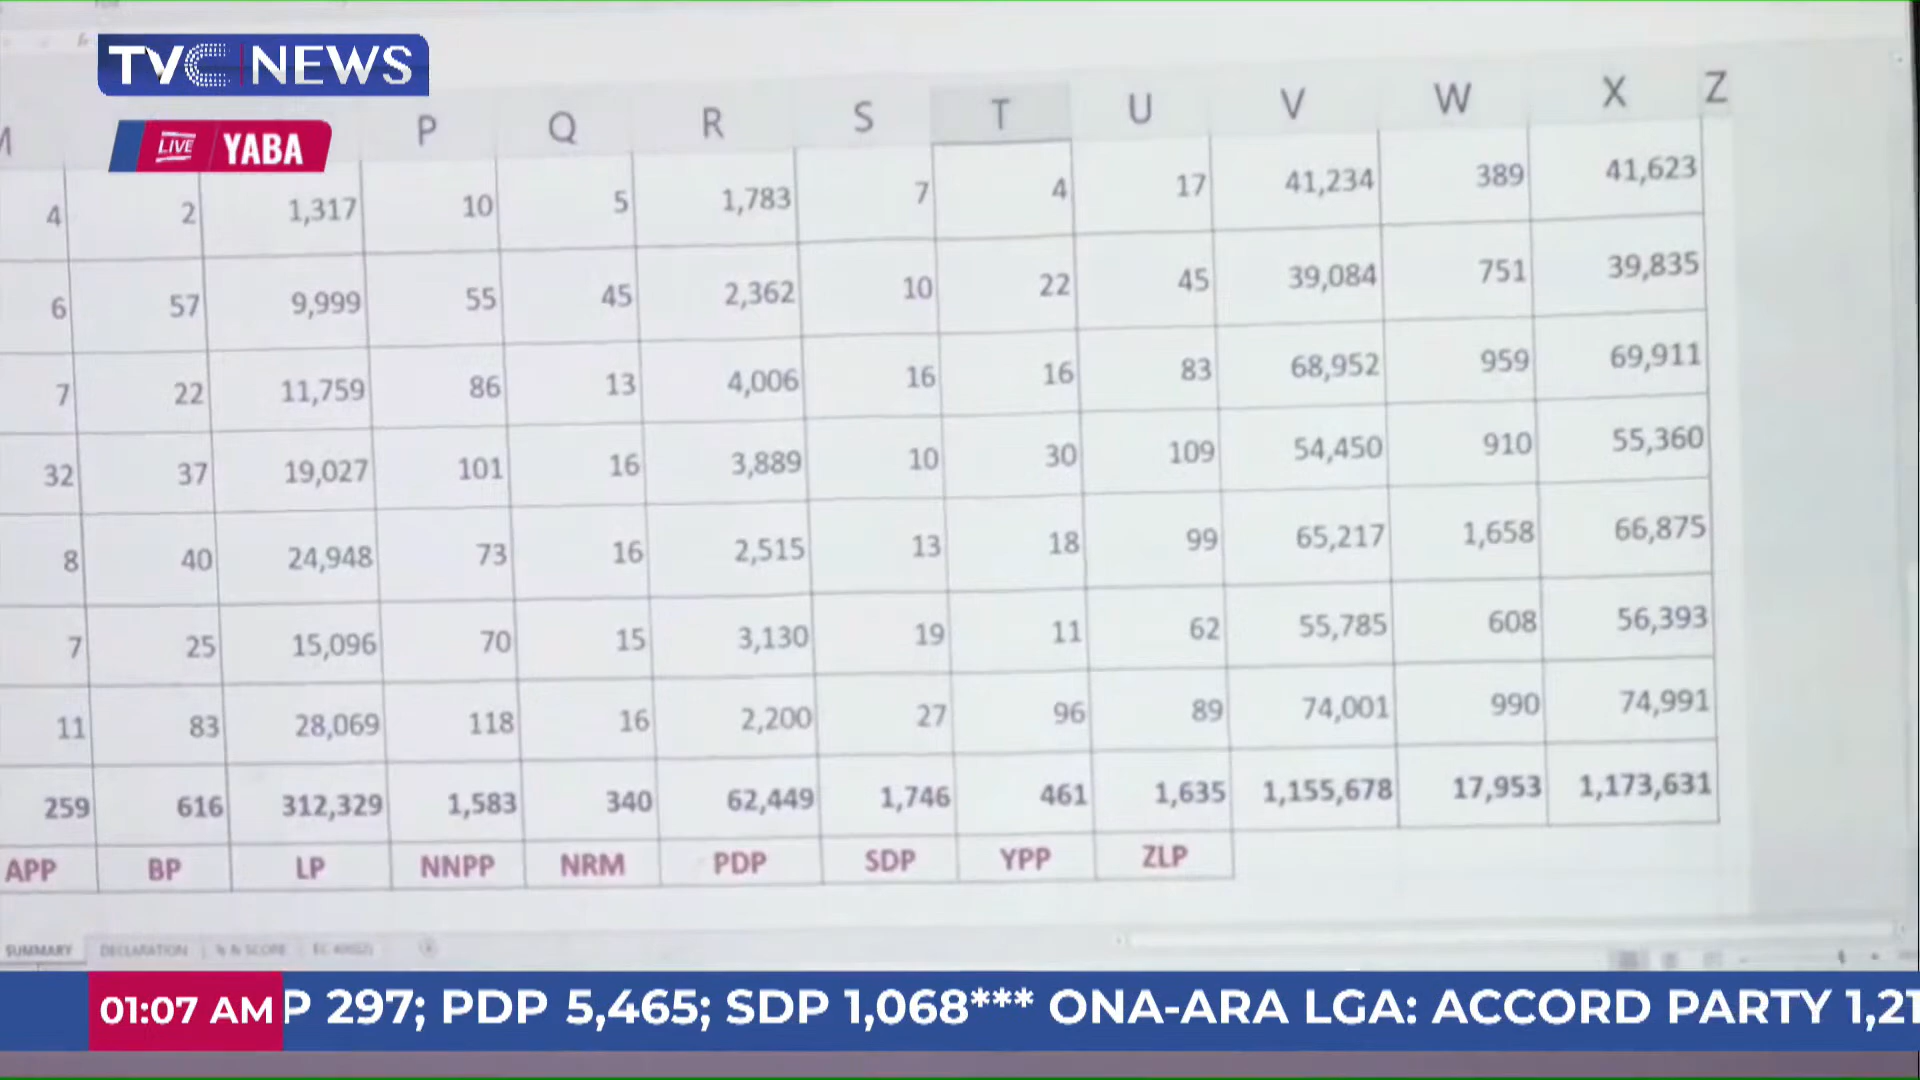 TVC NEWS
LIVE YABA
P Q R S T U V W X Z
4 2 1,317 10 5 1,783 7 4 17 41,234 389 41,623
6 57 9,999 55 45 2,362 10 22 45 39,084 751 39,835
7 22 11,759 86 13 4,006 16 16 83 68,952 959 69,911
32 37 19,027 101 16 3,889 10 30 109 54,450 910 55,360
8 40 24,948 73 16 2,515 13 18 99 65,217 1,658 66,875
7 25 15,096 70 15 3,130 19 11 62 55,785 608 56,393
11 83 28,069 118 16 2,200 27 96 89 74,001 990 74,991
259 616 312,329 1,583 340 62,449 1,746 461 1,635 1,155,678 17,953 1,173,631
APP BP LP NNPP NRM PDP SDP YPP ZLP
SUMMARY DECLARATION
01:07 AM P 297; PDP 5,465; SDP 1,068*** ONA-ARA LGA: ACCORD PARTY 1,21